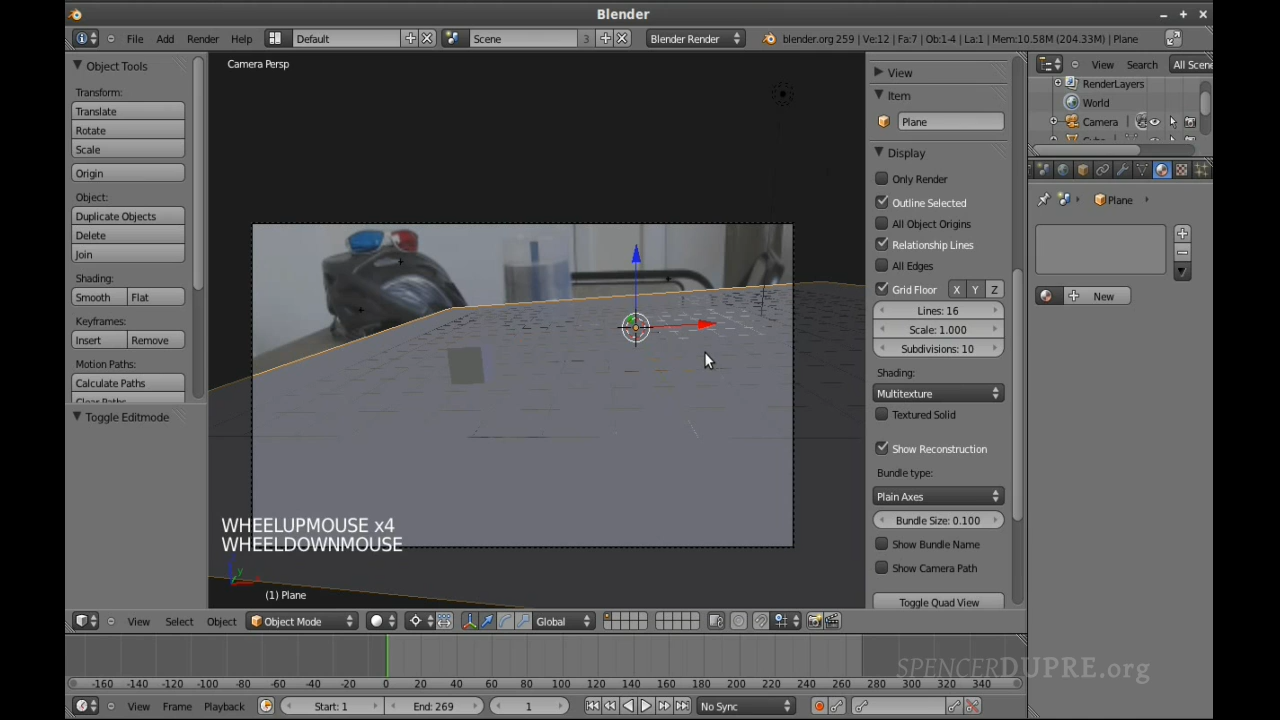 Blender
File Add Render Help Default Scene 3 Blender Render blender.org 259 | Ve:12 | Fa:7 | Ob:1-4 | La:1 | Mem:10.58M (204.33M) | Plane
Object Tools
Transform:
Translate
Rotate
Scale
Origin
Object:
Duplicate Objects
Delete
Join
Shading:
Smooth Flat
Keyframes:
Insert Remove
Motion Paths:
Calculate Paths
Clear Paths
Toggle Editmode
Camera Persp
WHEELUPMOUSE x4
WHEELDOWNMOUSE
y
(1) Plane
View
Item
Plane
Display
Only Render
Outline Selected
All Object Origins
Relationship Lines
All Edges
Grid Floor X Y Z
Lines: 16
Scale: 1.000
Subdivisions: 10
Shading:
Multitexture
Textured Solid
Show Reconstruction
Bundle type:
Plain Axes
Bundle Size: 0.100
Show Bundle Name
Show Camera Path
Toggle Quad View
View Search All Scene
RenderLayers
World
Camera
Plane
New
View Select Object Object Mode Global
-160 -140 -120 -100 -80 -60 -40 -20 0 20 40 60 80 100 120 140 160 180 200 220 240 260 280 300 320 340
View Frame Playback Start: 1 End: 269 1 No Sync
SPENCERDUPRE.org